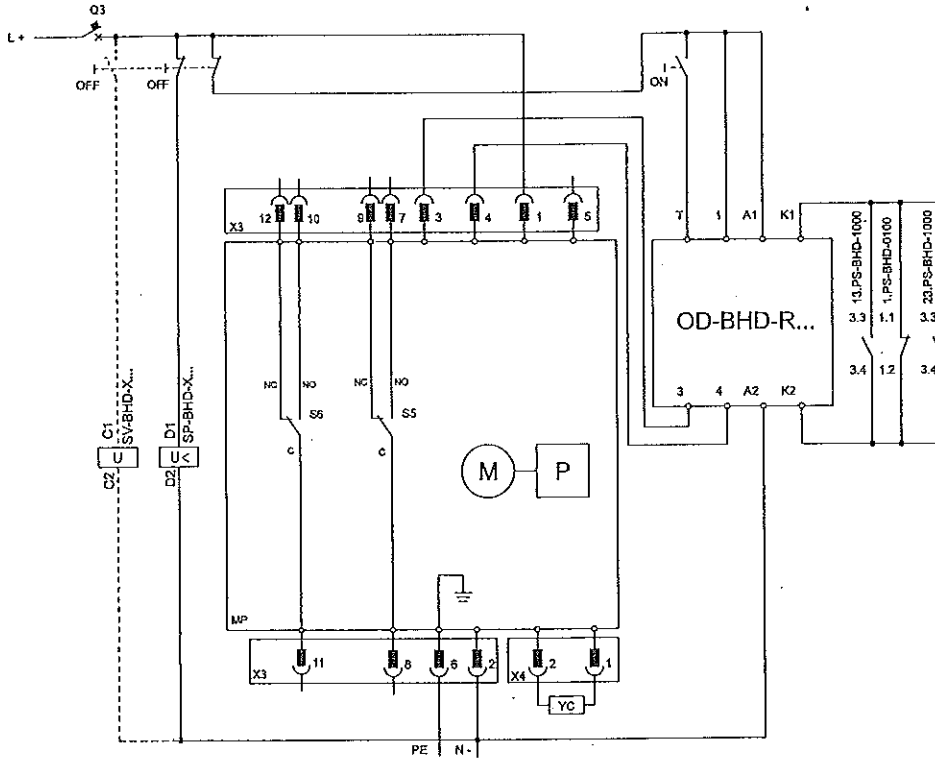 Q3
L +
OFF
OFF
ON
12
10
9
7
3
4
1
5
X3
T
1
A1
K1
13.PS-BHD-1000
1.PS-BHD-0100
23.PS-BHD-1000
OD-BHD-R...
3.3
1.1
3.3
3.4
1.2
3.4
3
4
A2
K2
NC
NO
NC
NO
S6
S5
C
C
C1
SV-BHD-X...
D1
SP-BHD-X...
U
U<
C2
D2
M
P
MP
X3
11
8
6
2
X4
2
1
YC
PE
N -